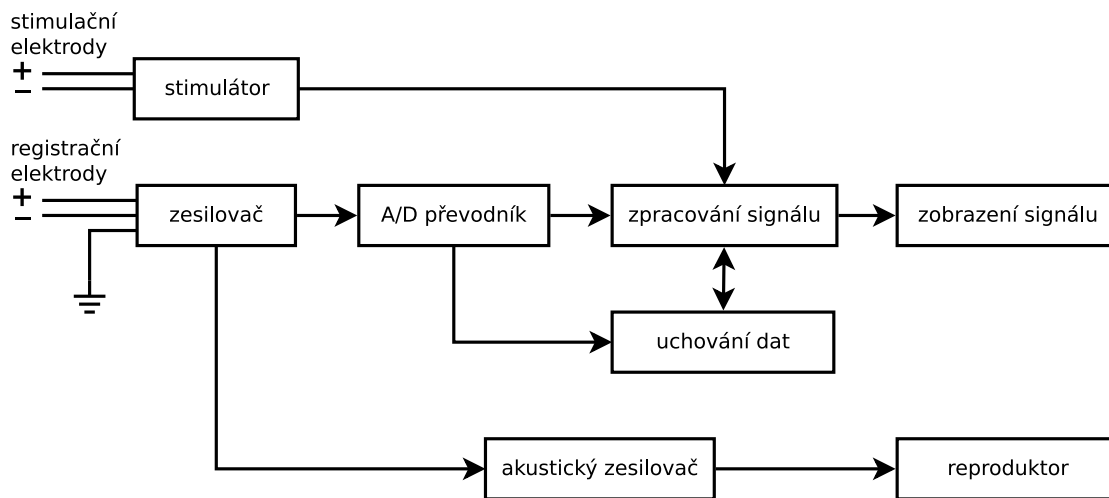 stimulační
elektrody
+
−
stimulátor
registrační
elektrody
+
−
zesilovač
A/D převodník
zpracování signálu
zobrazení signálu
uchování dat
akustický zesilovač
reproduktor